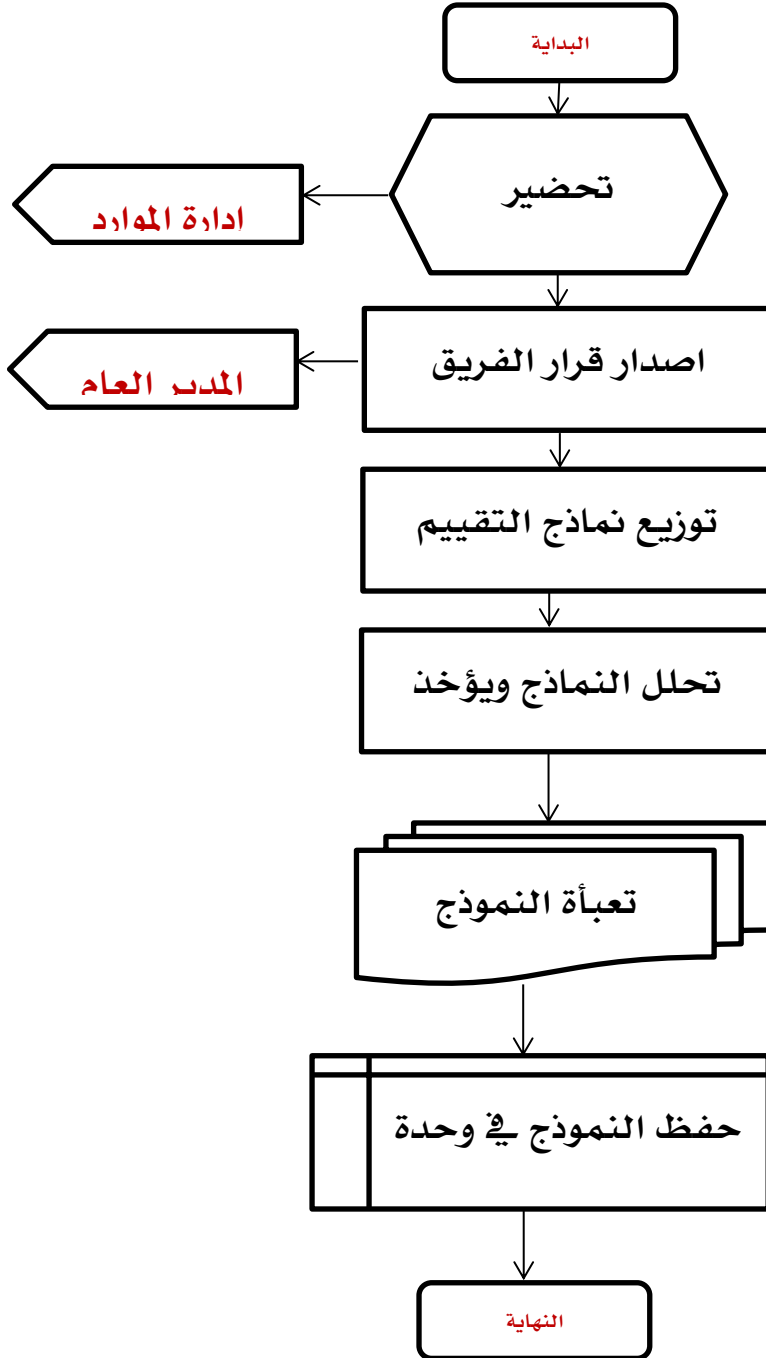 البداية
تحضير
ادارة الموارد
اصدار قرار الفريق
المدير العام
توزيع نماذج التقييم
تحلل النماذج ويؤخذ
تعبأة النموذج
حفظ النموذج في وحدة
النهاية